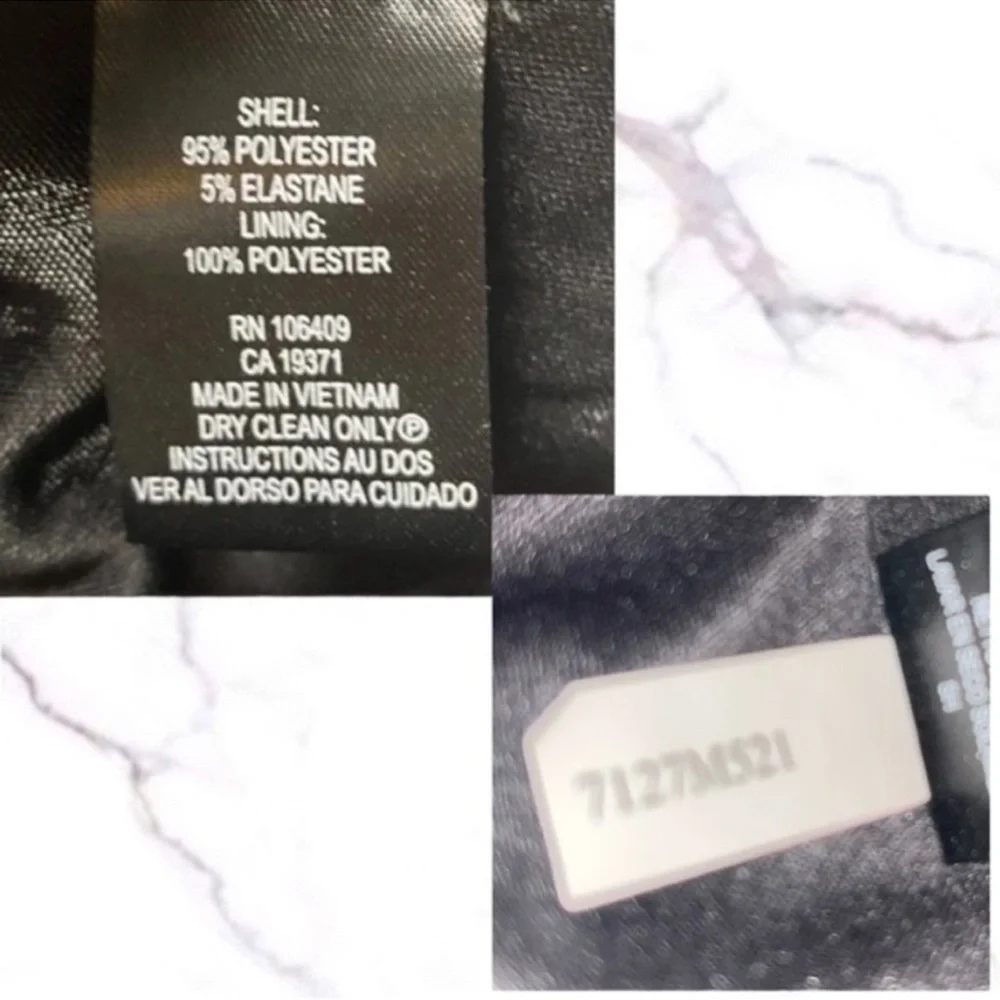 SHELL:
95% POLYESTER
5% ELASTANE
LINING:
100% POLYESTER
RN 106409
CA 19371
MADE IN VIETNAM
DRY CLEAN ONLY Ⓟ
INSTRUCTIONS AU DOS
VER AL DORSO PARA CUIDADO
7127M521